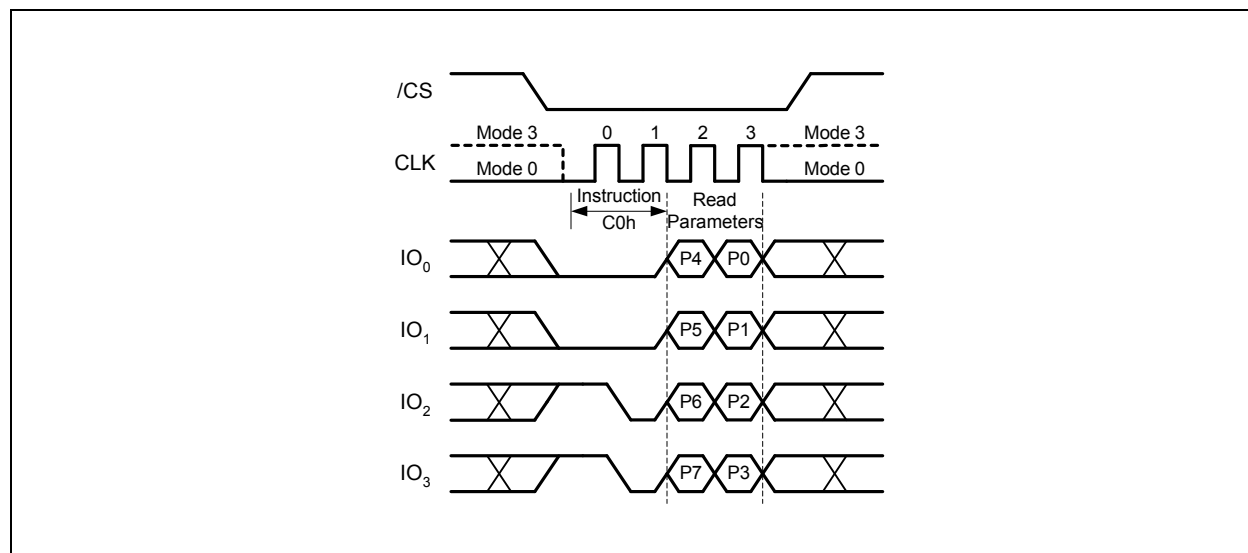 /CS
Mode 3 0 1 2 3 Mode 3
CLK Mode 0 Mode 0
Instruction Read
C0h Parameters
IO0 P4 P0
IO1 P5 P1
IO2 P6 P2
IO3 P7 P3